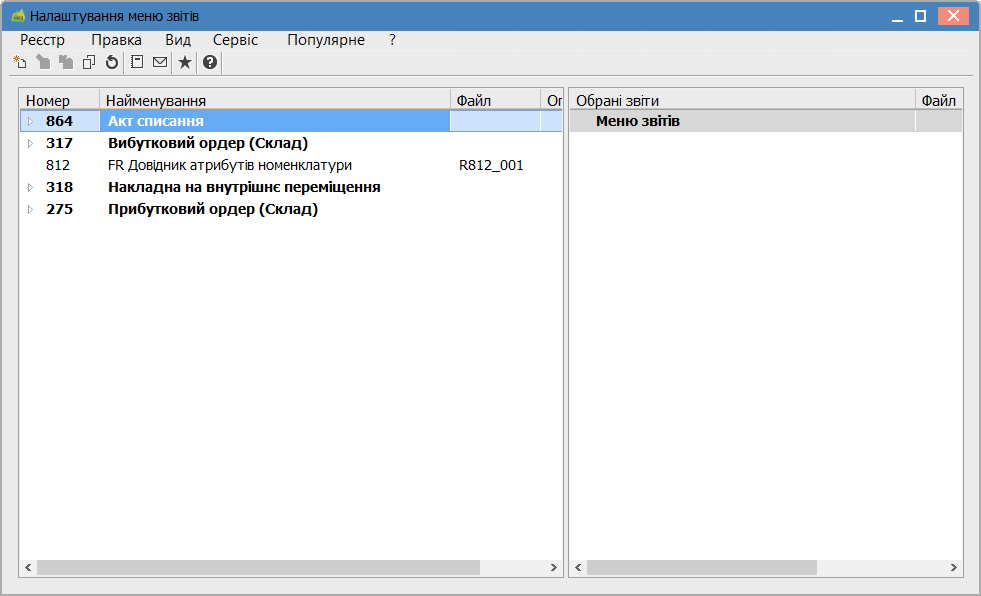 Налаштування меню звітів
Реєстр Правка Вид Сервіс Популярне ?
Номер Найменування Файл Оп Обрані звіти Файл
864 Акт списання Меню звітів
317 Вибутковий ордер (Склад)
812 FR Довідник атрибутів номенклатури R812_001
318 Накладна на внутрішнє переміщення
275 Прибутковий ордер (Склад)